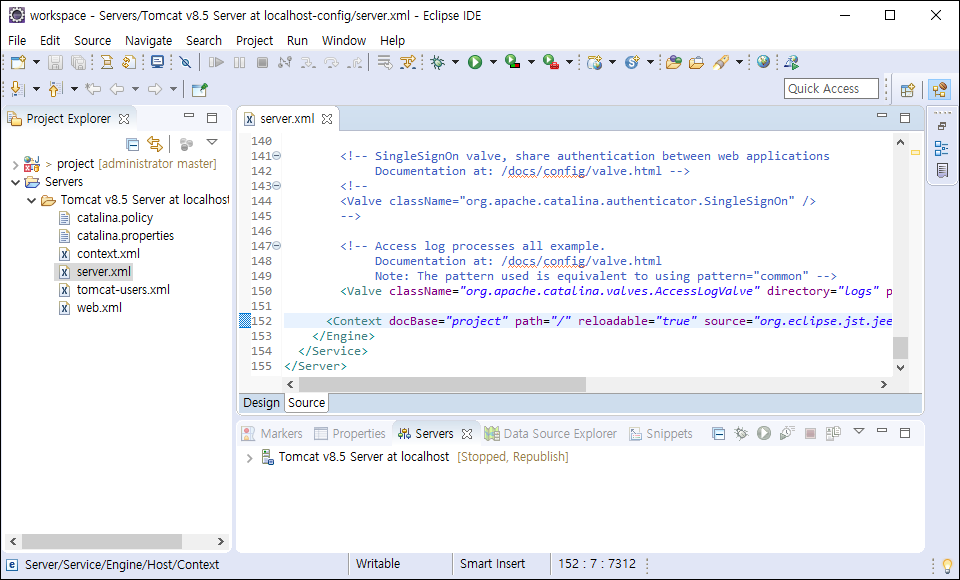 workspace - Servers/Tomcat v8.5 Server at localhost-config/server.xml - Eclipse IDE
File Edit Source Navigate Search Project Run Window Help
Quick Access
Project Explorer
> project [administrator master]
Servers
Tomcat v8.5 Server at localhost
catalina.policy
catalina.properties
context.xml
server.xml
tomcat-users.xml
web.xml
server.xml
140
141 <!-- SingleSignOn valve, share authentication between web applications
142 Documentation at: /docs/config/valve.html -->
143 <!--
144 <Valve className="org.apache.catalina.authenticator.SingleSignOn" />
145 -->
146
147 <!-- Access log processes all example.
148 Documentation at: /docs/config/valve.html
149 Note: The pattern used is equivalent to using pattern="common" -->
150 <Valve className="org.apache.catalina.valves.AccessLogValve" directory="logs" p
151
152 <Context docBase="project" path="/" reloadable="true" source="org.eclipse.jst.jee
153 </Engine>
154 </Service>
155 </Server>
Design Source
Markers Properties Servers Data Source Explorer Snippets
Tomcat v8.5 Server at localhost [Stopped, Republish]
Server/Service/Engine/Host/Context Writable Smart Insert 152 : 7 : 7312